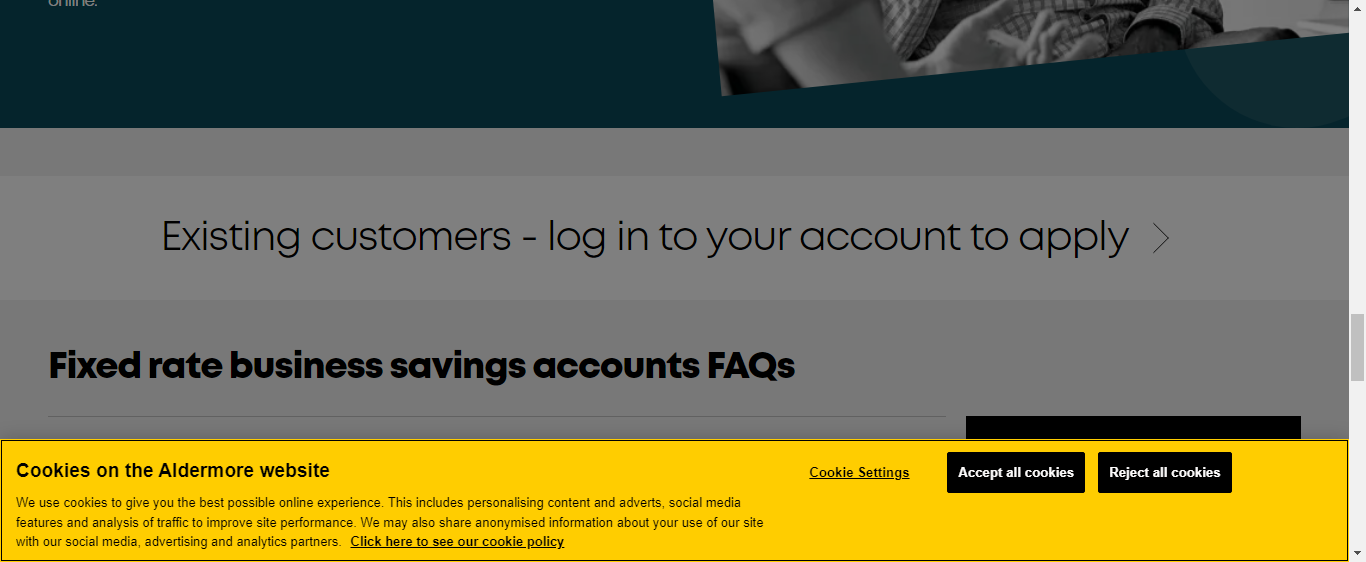 online.
Existing customers - log in to your account to apply
Fixed rate business savings accounts FAQs
Cookies on the Aldermore website
Cookie Settings
Accept all cookies
Reject all cookies
We use cookies to give you the best possible online experience. This includes personalising content and adverts, social media
features and analysis of traffic to improve site performance. We may also share anonymised information about your use of our site
with our social media, advertising and analytics partners. Click here to see our cookie policy